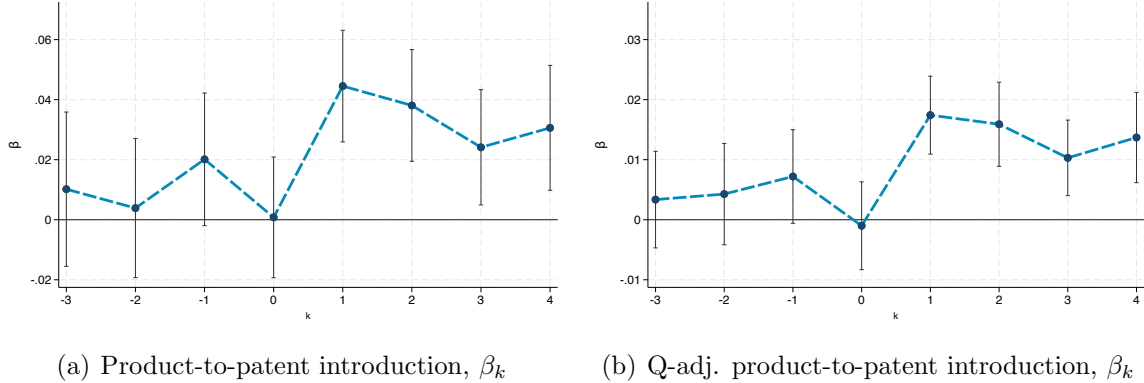 .06
.04
.02
0
-.02
β
-3 -2 -1 0 1 2 3 4
k
(a) Product-to-patent introduction, βk
.03
.02
.01
0
-.01
β
-3 -2 -1 0 1 2 3 4
k
(b) Q-adj. product-to-patent introduction, βk